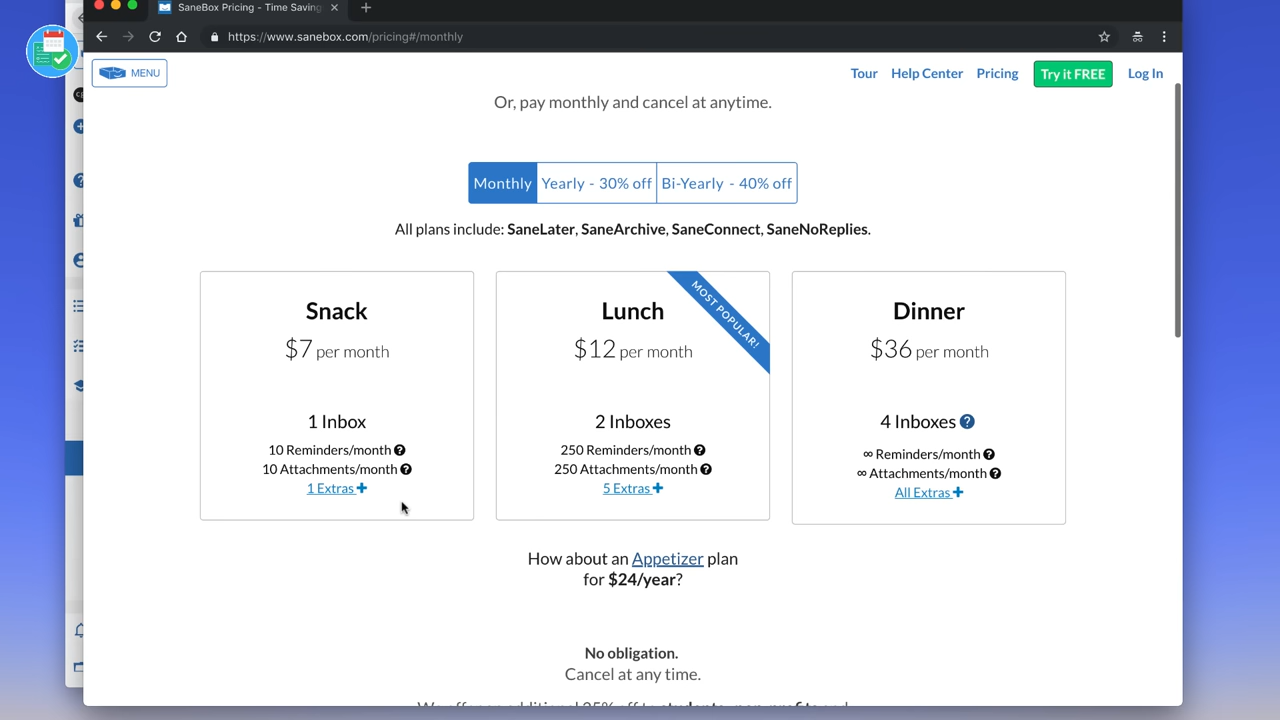 SaneBox Pricing - Time Saving
https://www.sanebox.com/pricing#/monthly
MENU
Tour
Help Center
Pricing
Try it FREE
Log In
Or, pay monthly and cancel at anytime.
Monthly
Yearly - 30% off
Bi-Yearly - 40% off
All plans include: SaneLater, SaneArchive, SaneConnect, SaneNoReplies.
Snack
$7 per month
1 Inbox
10 Reminders/month
10 Attachments/month
1 Extras
MOST POPULAR!
Lunch
$12 per month
2 Inboxes
250 Reminders/month
250 Attachments/month
5 Extras
Dinner
$36 per month
4 Inboxes
∞ Reminders/month
∞ Attachments/month
All Extras
How about an Appetizer plan
for $24/year?
No obligation.
Cancel at any time.